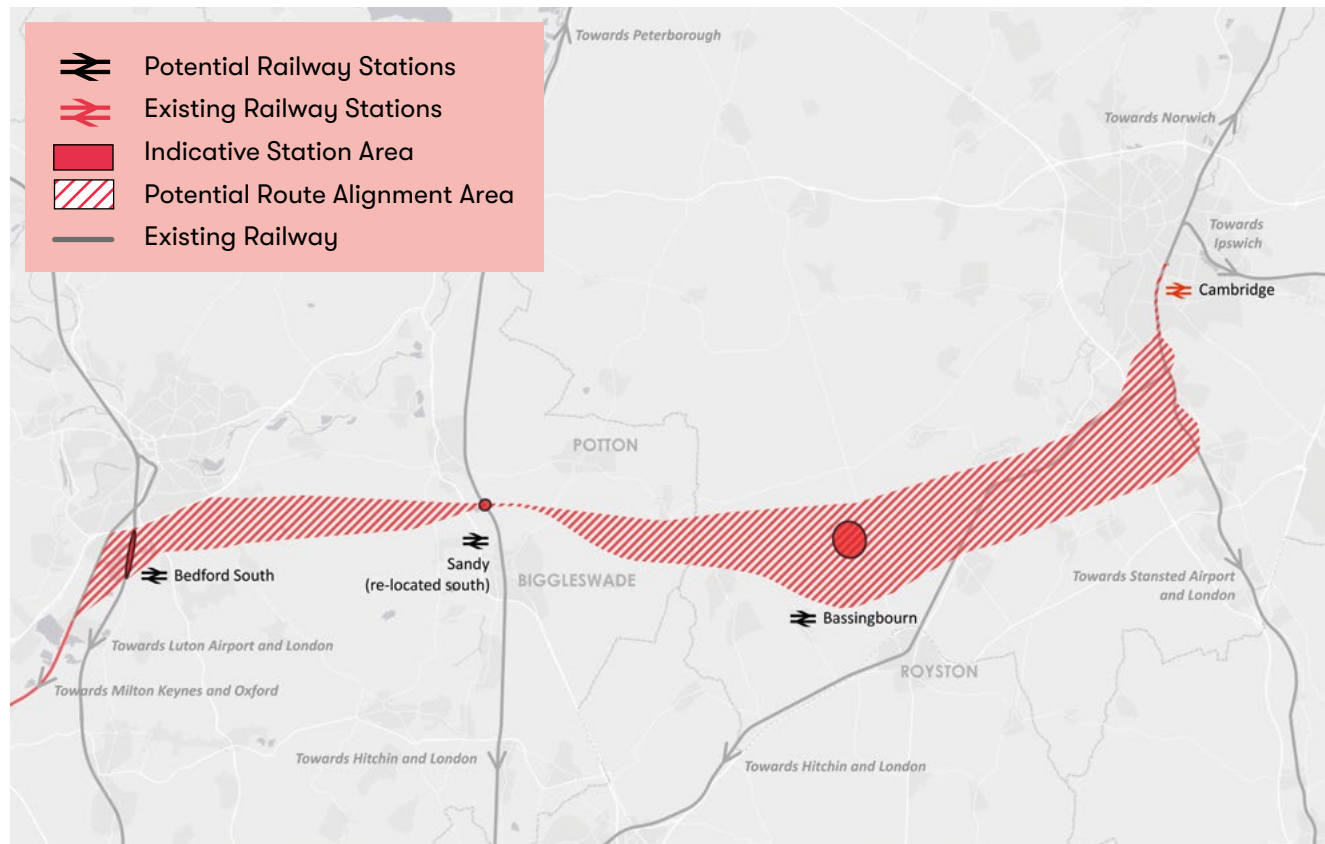 Potential Railway Stations
Existing Railway Stations
Indicative Station Area
Potential Route Alignment Area
Existing Railway
Towards Peterborough
Towards Norwich
Towards
Ipswich
Cambridge
POTTON
Sandy
(re-located south)
BIGGLESWADE
Bedford South
Towards Stansted Airport
and London
Bassingbourn
Towards Luton Airport and London
ROYSTON
Towards Milton Keynes and Oxford
Towards Hitchin and London
Towards Hitchin and London